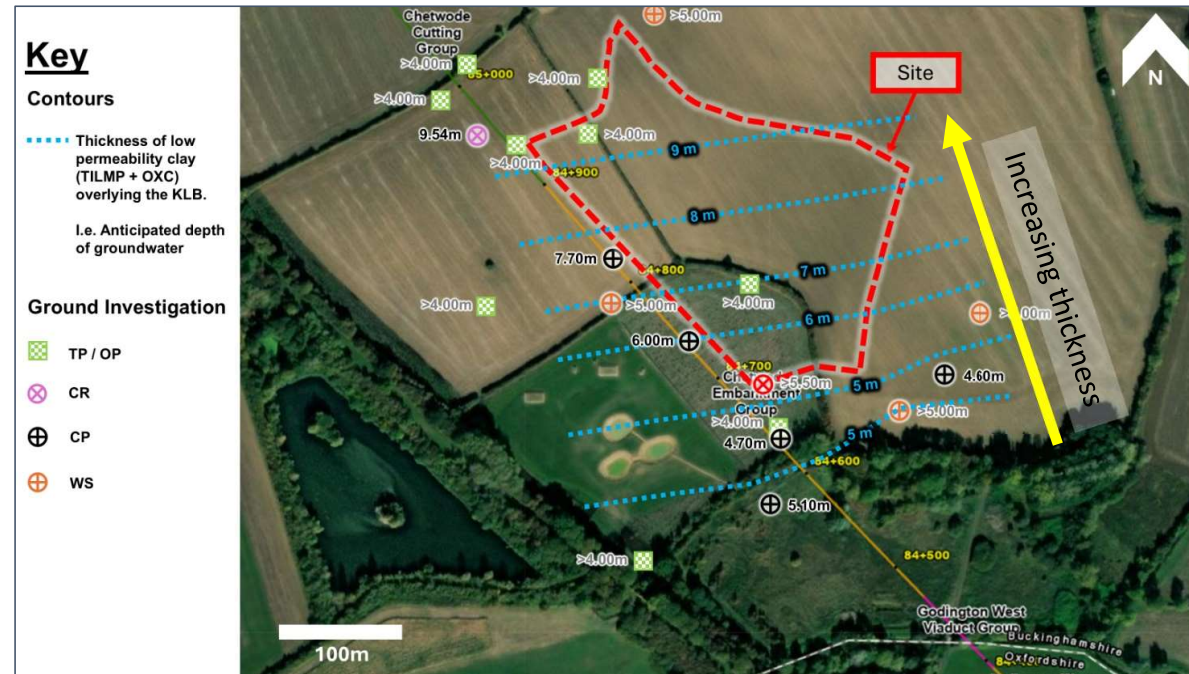 Key
Contours
Thickness of low
permeability clay
(TILMP + OXC)
overlying the KLB.
I.e. Anticipated depth
of groundwater
Ground Investigation
TP / OP
CR
CP
WS
Chetwode
Cutting
Group
>5.00m
Site
N
>4.00m
85+000
>4.00m
>4.00m
9.54m
>4.00m
>4.00m
9 m
84+900
8 m
Increasing thickness
7.70m
84+800
7 m
>4.00m
>5.00m
>4.00m
6 m
6.00m
+700
4.60m
>5.50m
5 m
Embankment
Group
>4.00m
>5.00m
4.70m
5 m
84+600
5.10m
84+500
>4.00m
Godington West
Viaduct Group
Buckinghamshire
Oxfordshire
100m